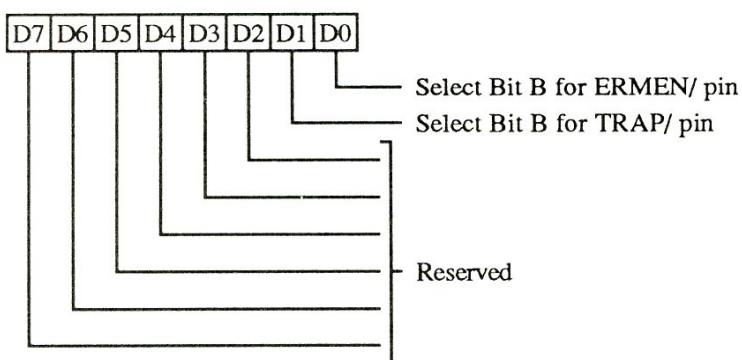 D7 D6 D5 D4 D3 D2 D1 D0
Select Bit B for ERMEN/ pin
Select Bit B for TRAP/ pin
Reserved